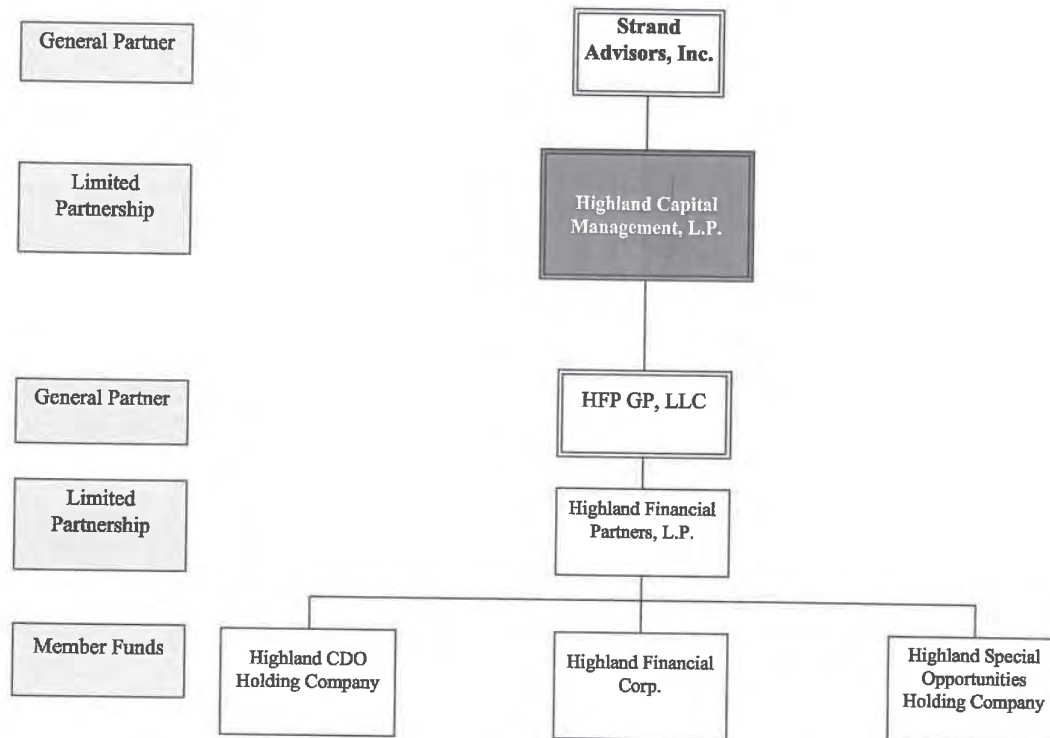 General Partner
Strand
Advisors, Inc.
Limited
Partnership
Highland Capital
Management, L.P.
General Partner
HFP GP, LLC
Limited
Partnership
Highland Financial
Partners, L.P.
Member Funds
Highland CDO
Holding Company
Highland Financial
Corp.
Highland Special
Opportunities
Holding Company